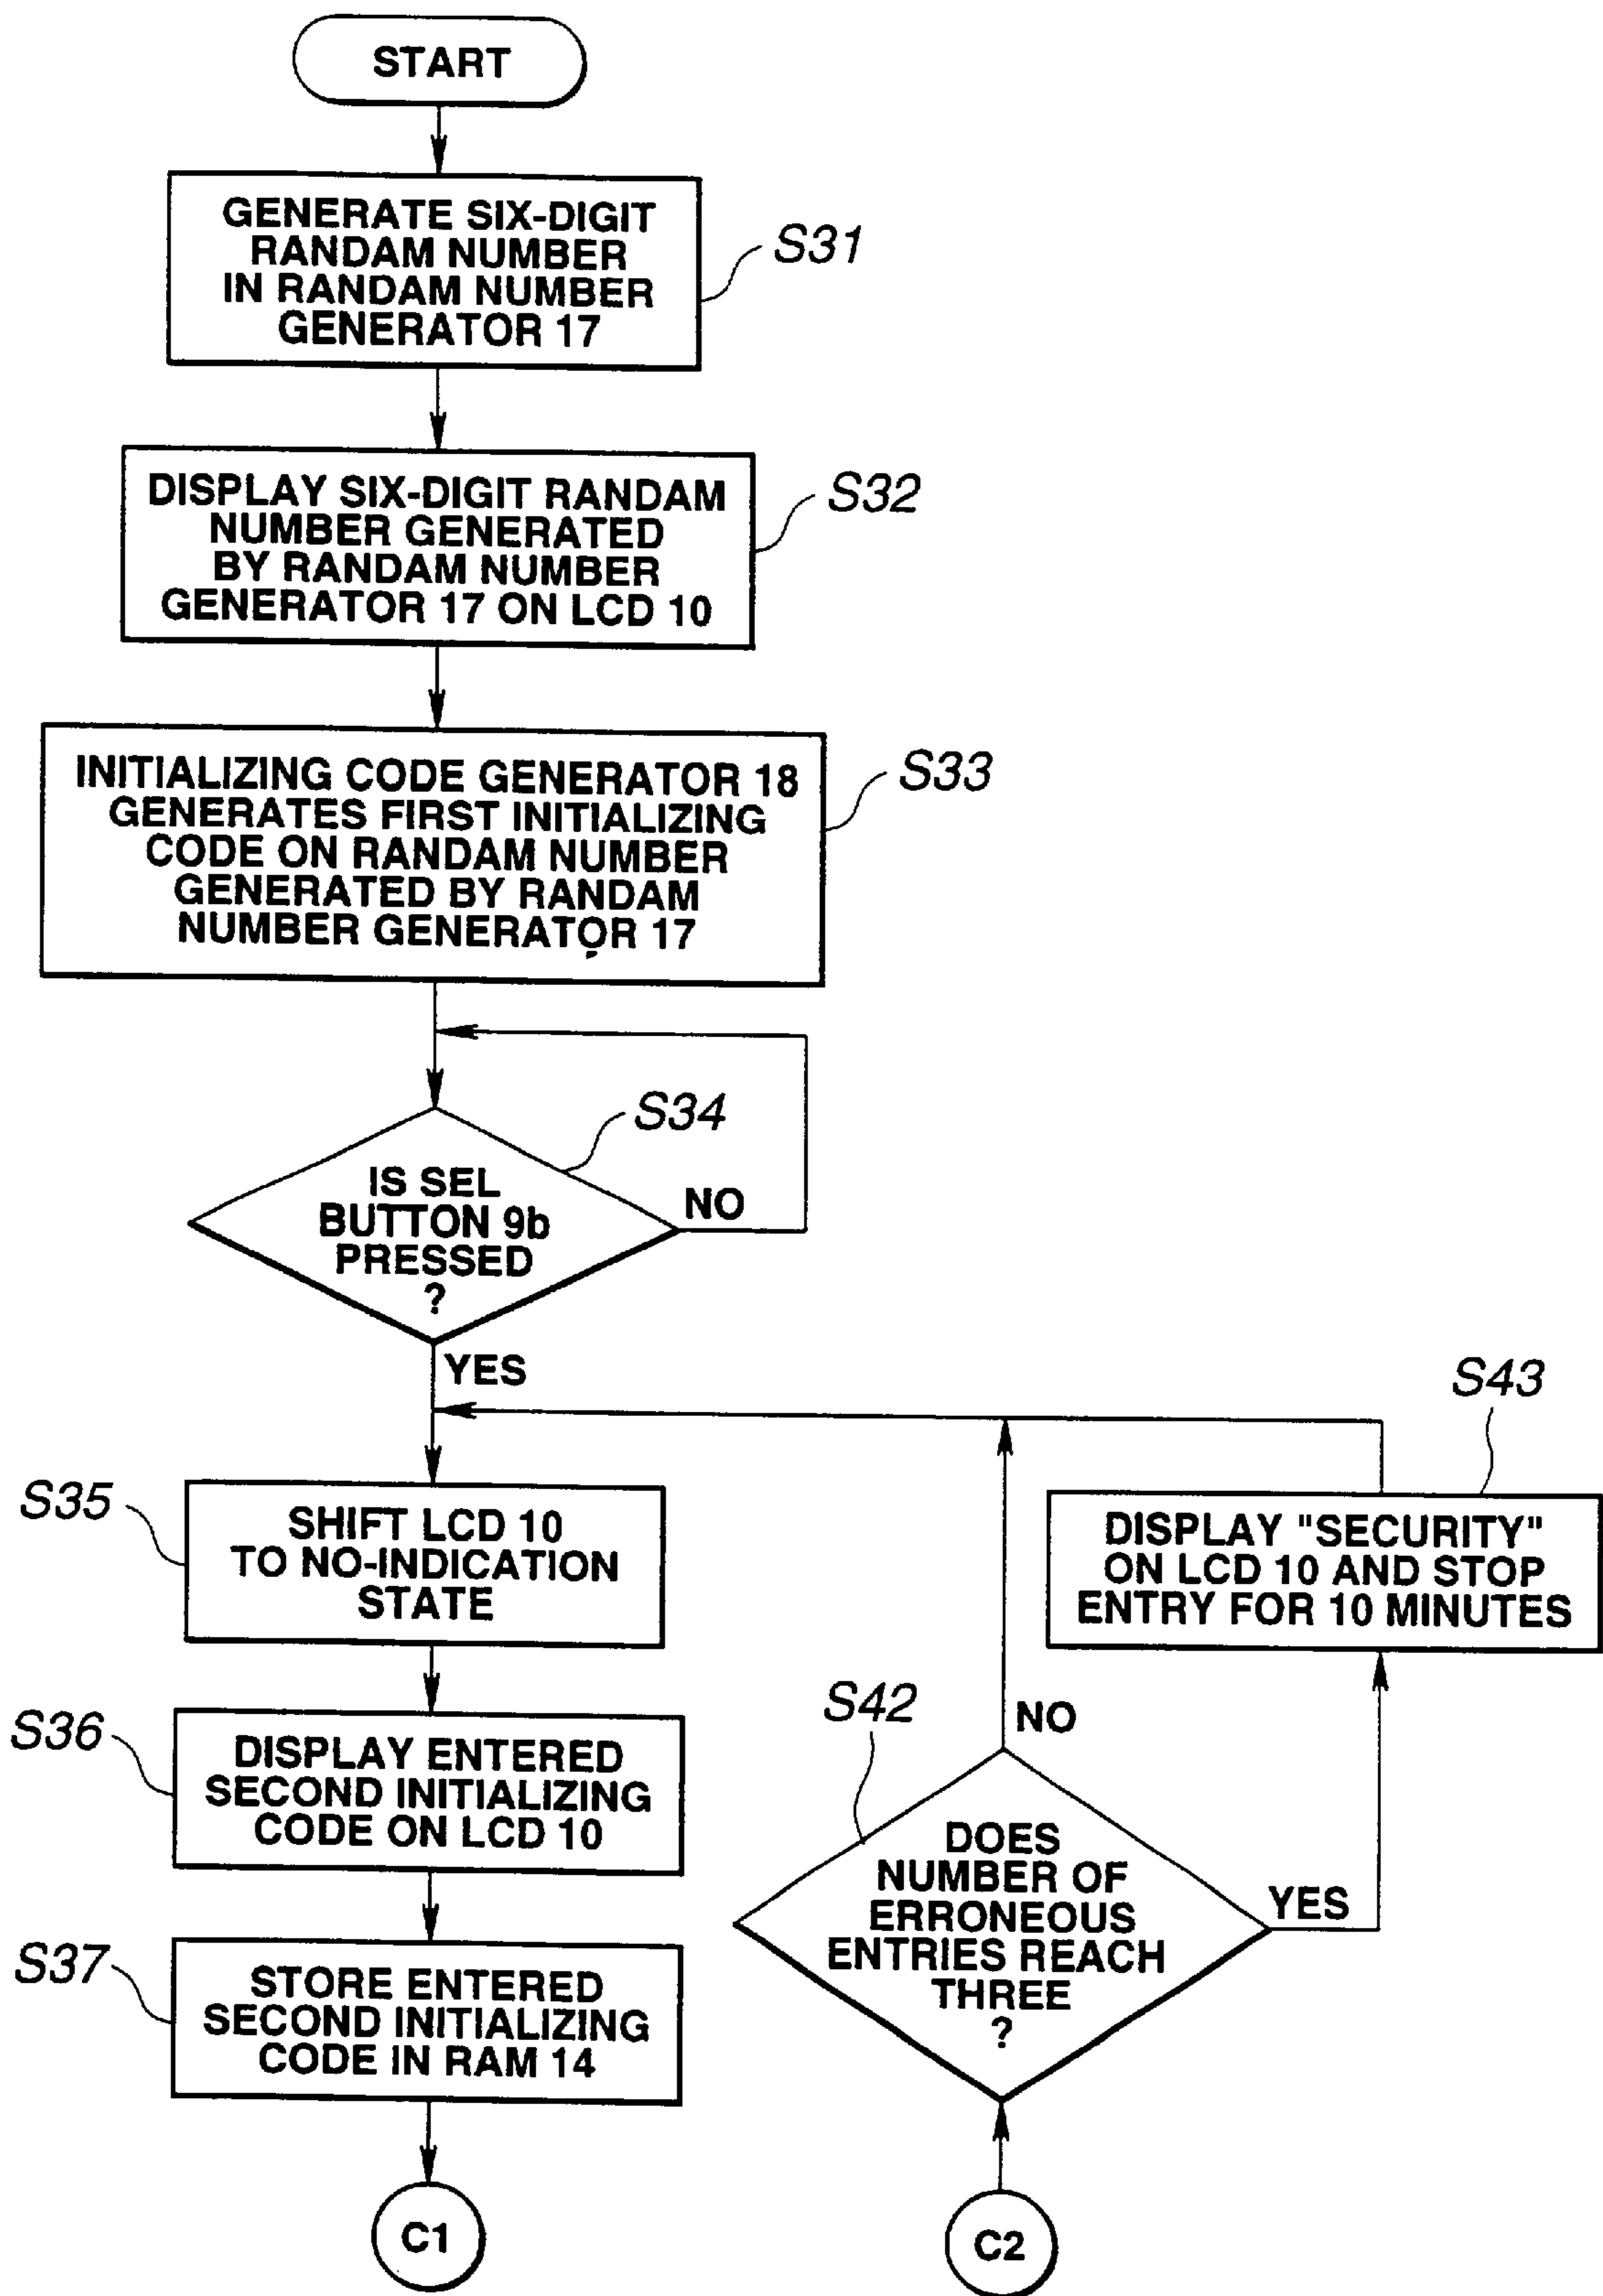 START
GENERATE SIX-DIGIT
RANDAM NUMBER
IN RANDAM NUMBER
GENERATOR 17
S31
DISPLAY SIX-DIGIT RANDAM
NUMBER GENERATED
BY RANDAM NUMBER
GENERATOR 17 ON LCD 10
S32
INITIALIZING CODE GENERATOR 18
GENERATES FIRST INITIALIZING
CODE ON RANDAM NUMBER
GENERATED BY RANDAM
NUMBER GENERATOR 17
S33
S34
IS SEL
BUTTON 9b
PRESSED
?
NO
YES
S35
SHIFT LCD 10
TO NO-INDICATION
STATE
S36
DISPLAY ENTERED
SECOND INITIALIZING
CODE ON LCD 10
S37
STORE ENTERED
SECOND INITIALIZING
CODE IN RAM 14
C1
S43
DISPLAY "SECURITY"
ON LCD 10 AND STOP
ENTRY FOR 10 MINUTES
S42
NO
DOES
NUMBER OF
ERRONEOUS
ENTRIES REACH
THREE
?
YES
C2